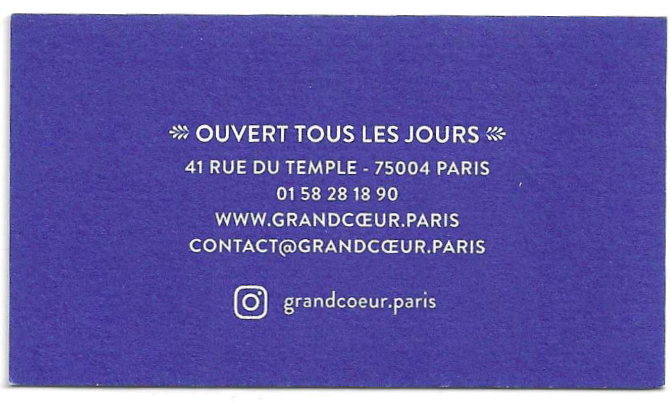 OUVERT TOUS LES JOURS
41 RUE DU TEMPLE - 75004 PARIS
01 58 28 18 90
WWW.GRANDCŒUR.PARIS
CONTACT@GRANDCŒUR.PARIS
grandcoeur.paris